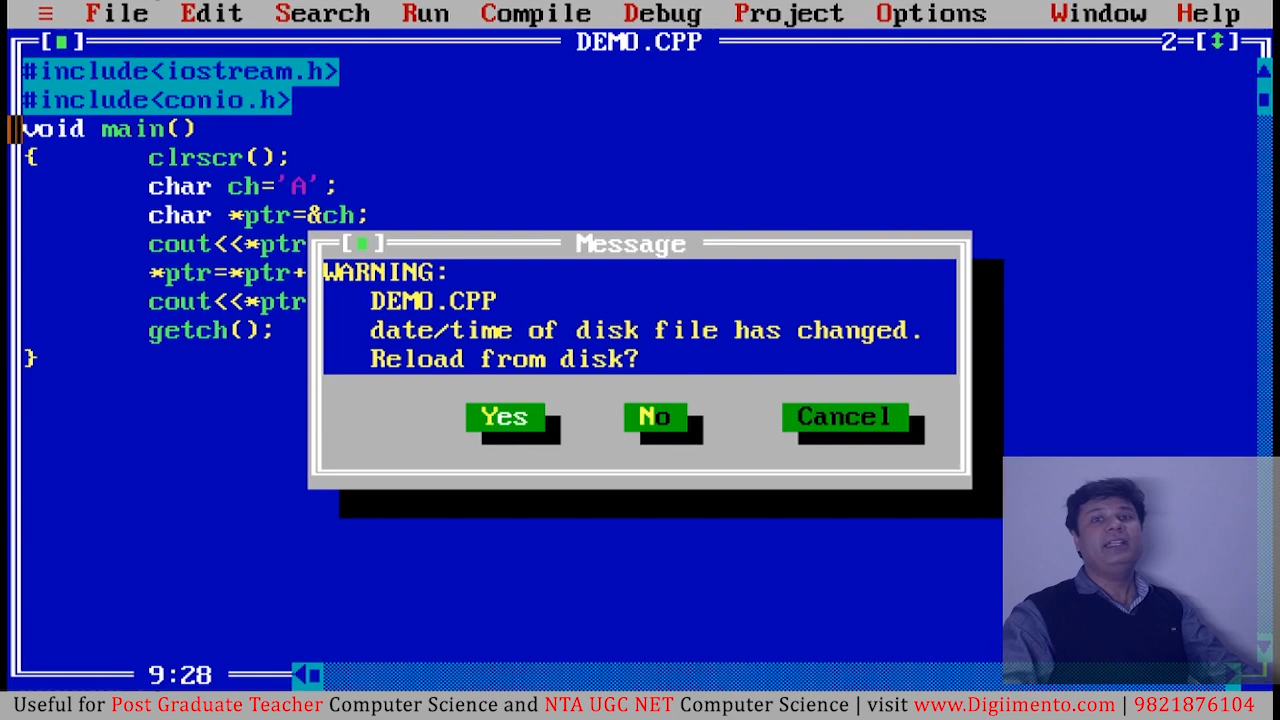 ≡ File Edit Search Run Compile Debug Project Options Window Help
DEMO.CPP 2
#include<iostream.h>
#include<conio.h>
void main()
{ clrscr();
char ch='A';
char *ptr=&ch;
cout<<*ptr
*ptr=*ptr+
cout<<*ptr
getch();
}
Message
WARNING:
DEMO.CPP
date/time of disk file has changed.
Reload from disk?
Yes No Cancel
9:28
Useful for Post Graduate Teacher Computer Science and NTA UGC NET Computer Science | visit www.Digiimento.com | 9821876104